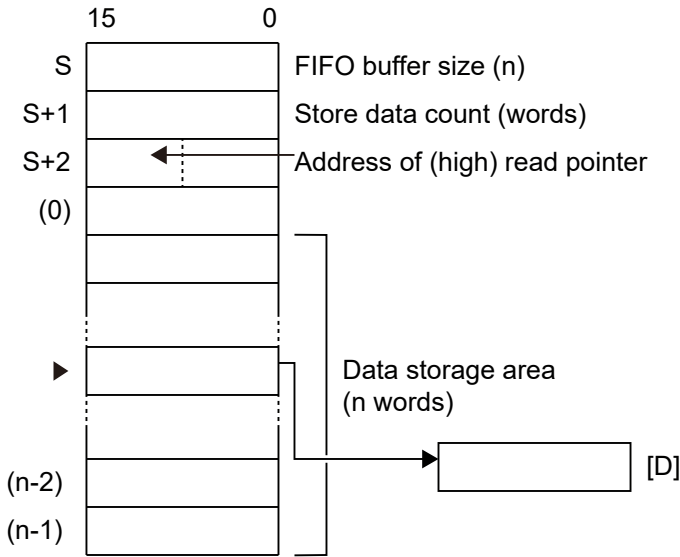 15 0
S FIFO buffer size (n)
S+1 Store data count (words)
S+2 Address of (high) read pointer
(0)
Data storage area
(n words)
[D]
(n-2)
(n-1)